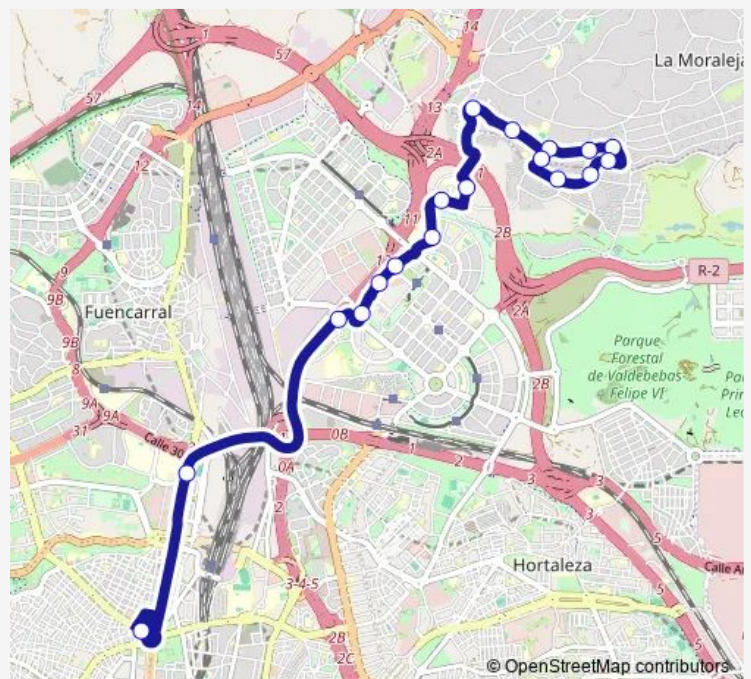 1
57
14
La Moraleja
57
14
13
12
2A
1
11
2B
R-2
9
9B
Fuencarral
2A
9B
8
Parque
Forestal
de Valdebebas
Felipe VI
2B
9A
9A
31
Calle 30
0B
1
2
0A
3
3
2
3
5
Hortaleza
Calle A
3-4-5
5
2B
2C
5
© OpenStreetMap contributors